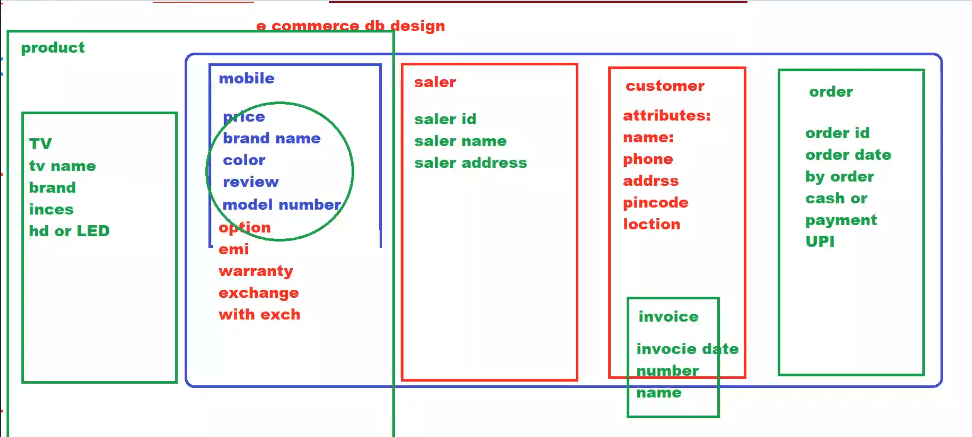 e commerce db design
product
TV
tv name
brand
inces
hd or LED
mobile
price
brand name
color
review
model number
option
emi
warranty
exchange
with exch
saler
saler id
saler name
saler address
customer
attributes:
name:
phone
addrss
pincode
loction
invoice
invocie date
number
name
order
order id
order date
by order
cash or
payment
UPI